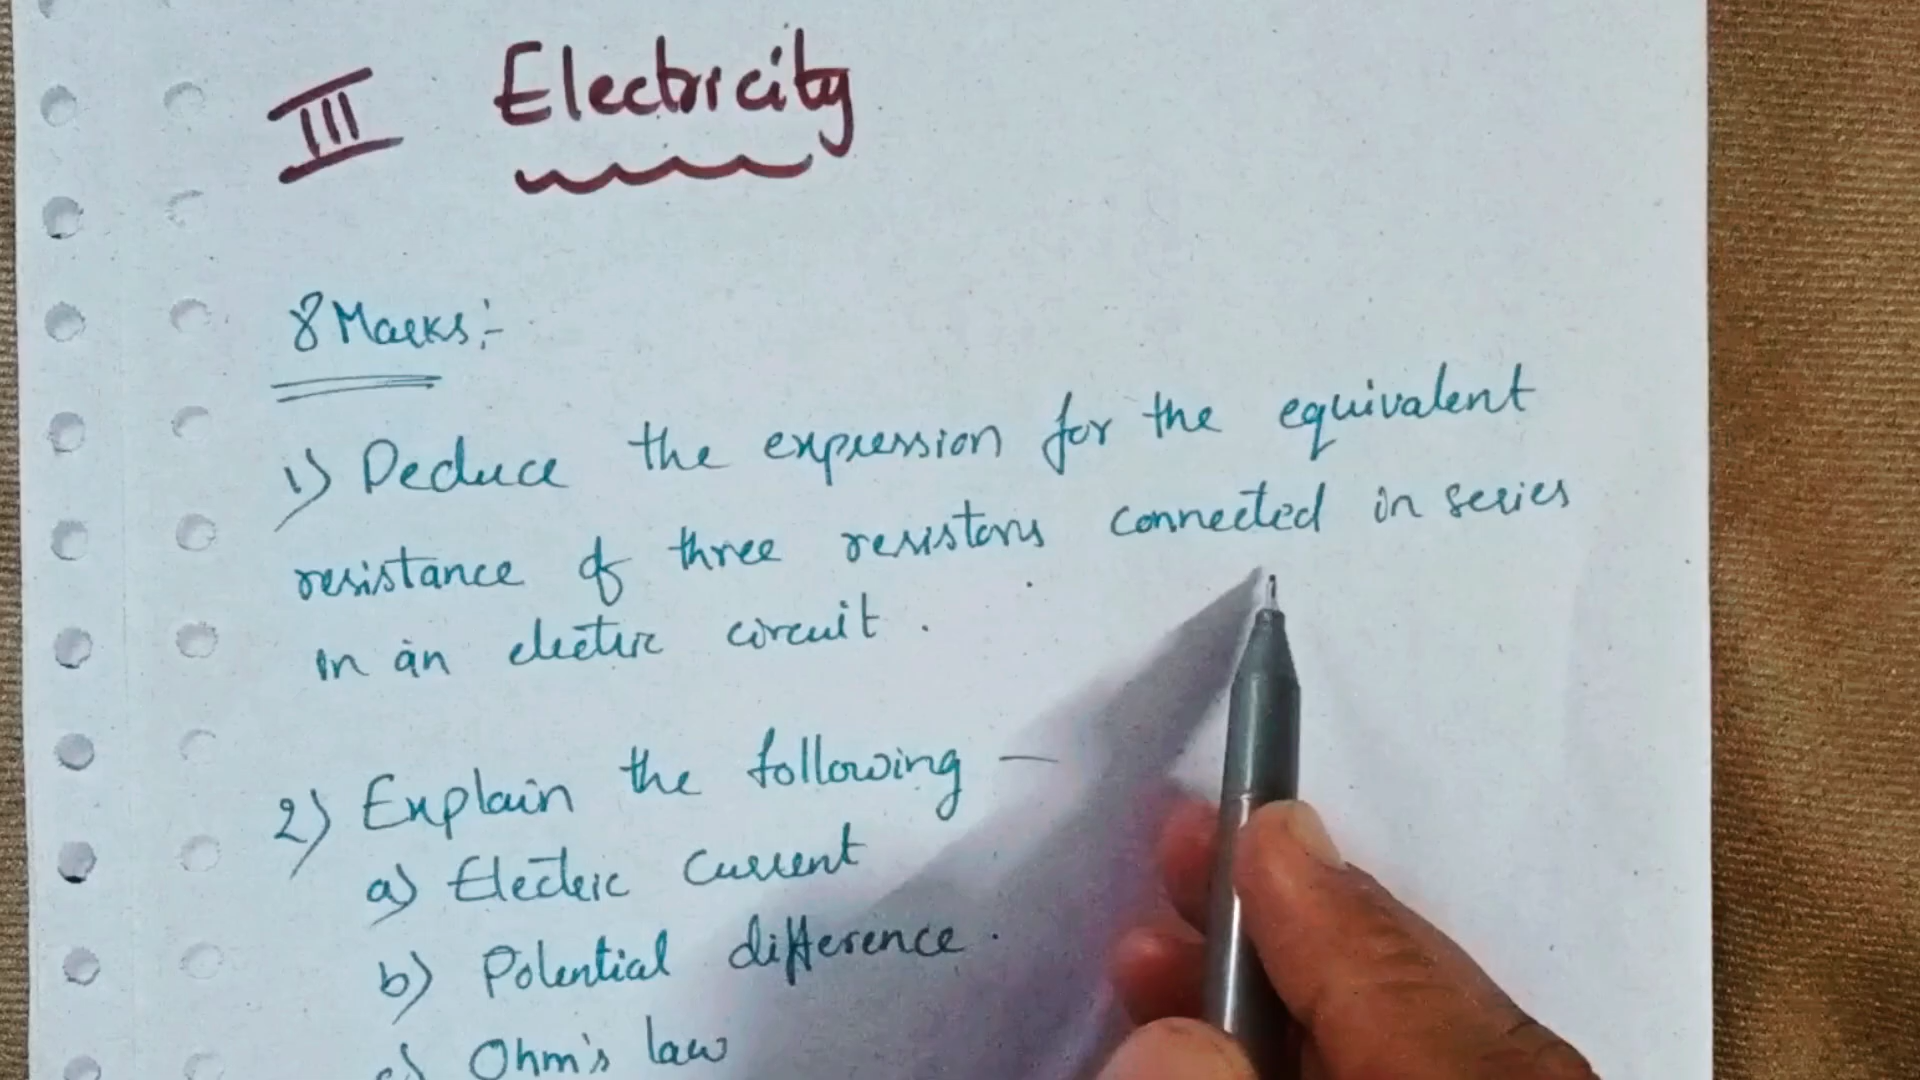 III Electricity
8 Marks:-
1) Deduce the expression for the equivalent
resistance of three resistors connected in series
in an electric circuit.
2) Explain the following —
a) Electric Current
b) Potential difference.
c) Ohm's law